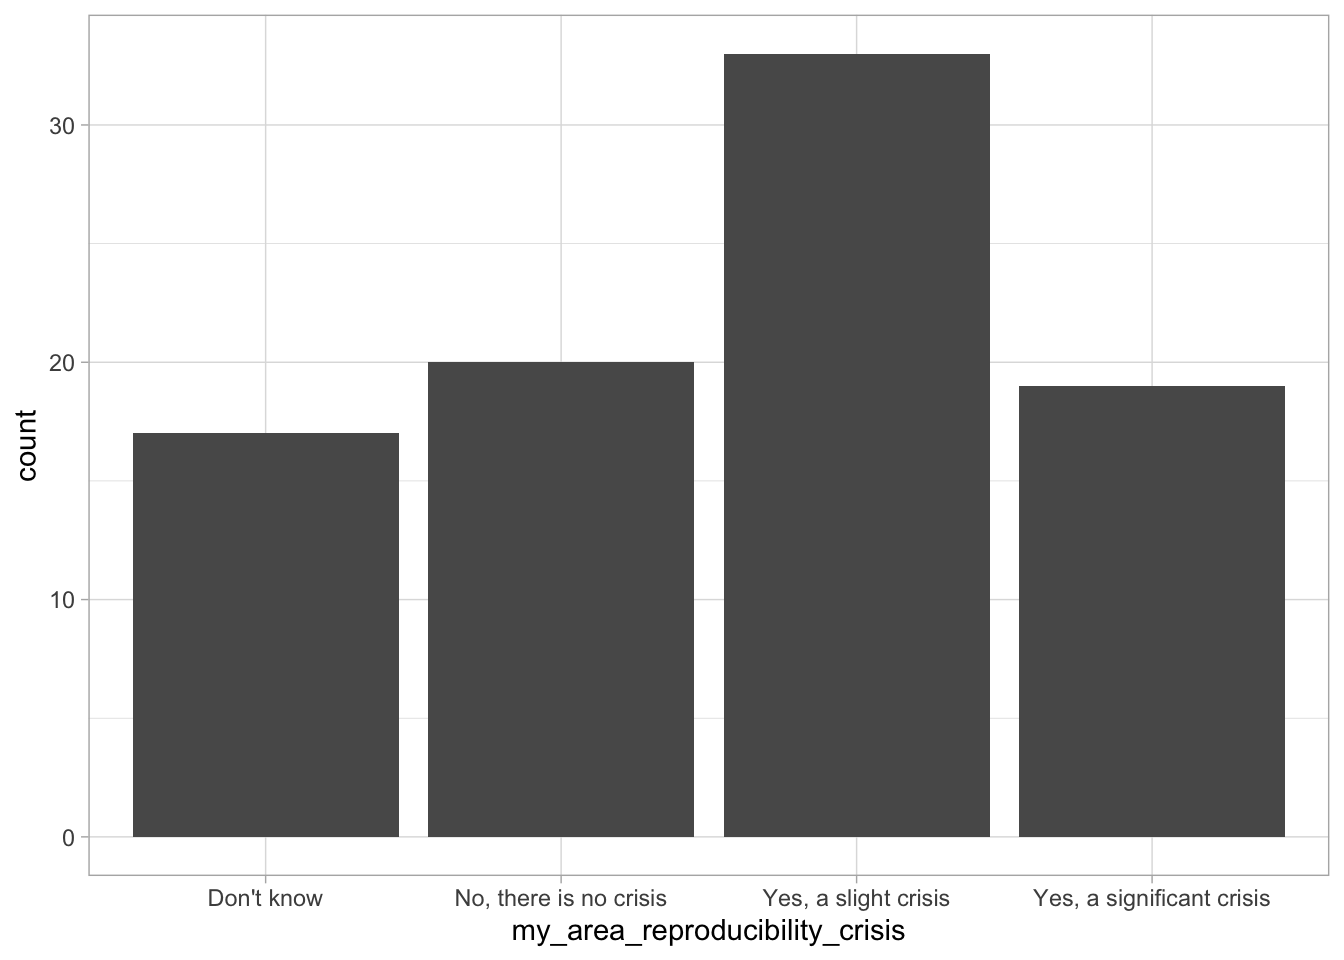 count
30
20
10
0
Don't know
No, there is no crisis
Yes, a slight crisis
Yes, a significant crisis
my_area_reproducibility_crisis